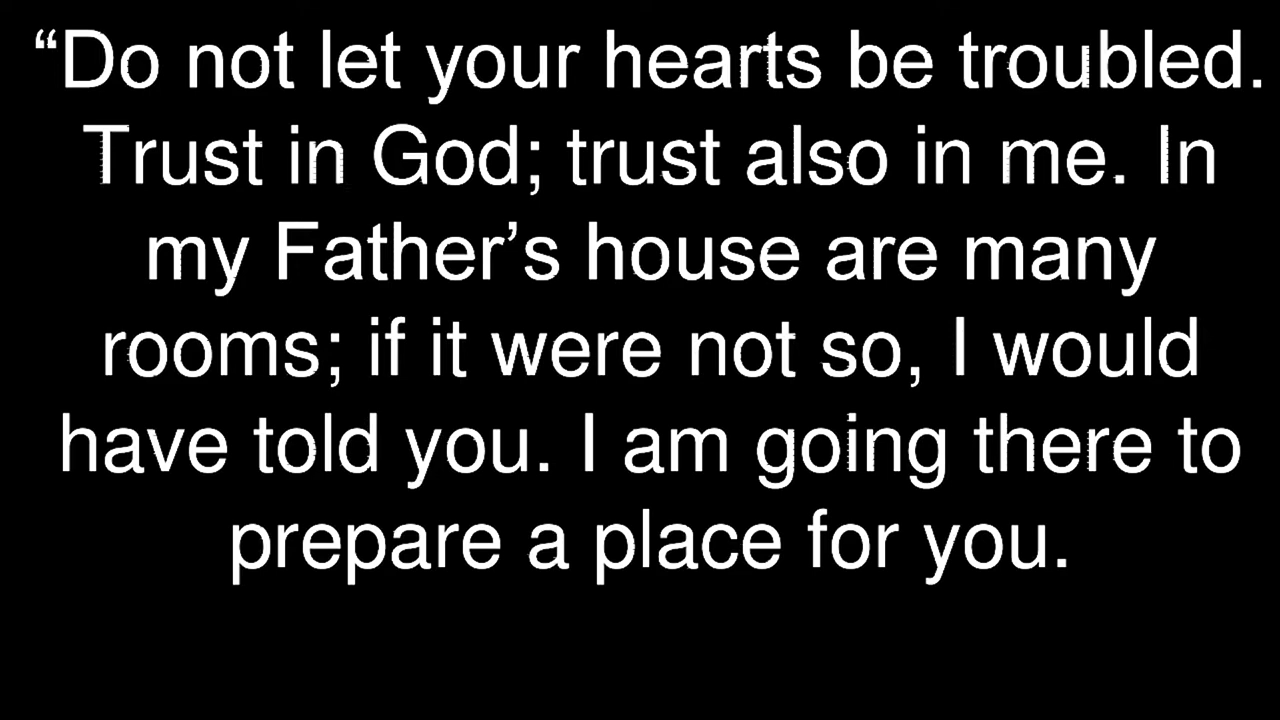 “Do not let your hearts be troubled.
Trust in God; trust also in me. In
my Father’s house are many
rooms; if it were not so, I would
have told you. I am going there to
prepare a place for you.